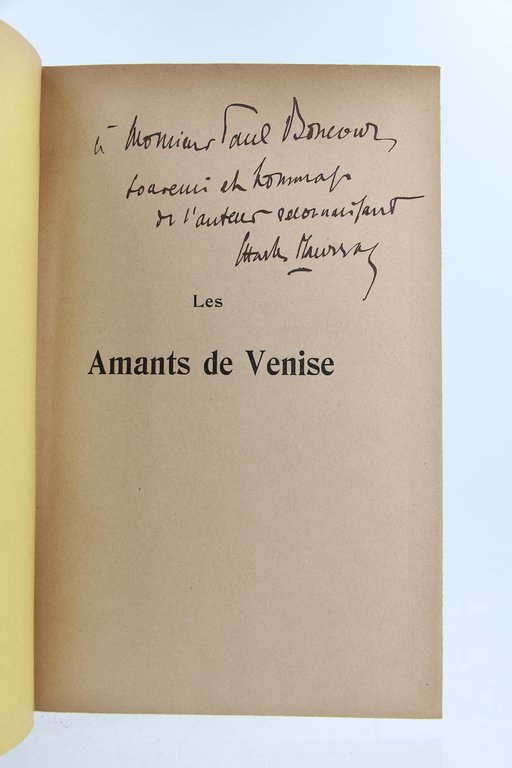 à Monsieur Paul Boncour,
souvenir et hommage
de l'auteur reconnaissant
Charles Maurras
Les
Amants de Venise